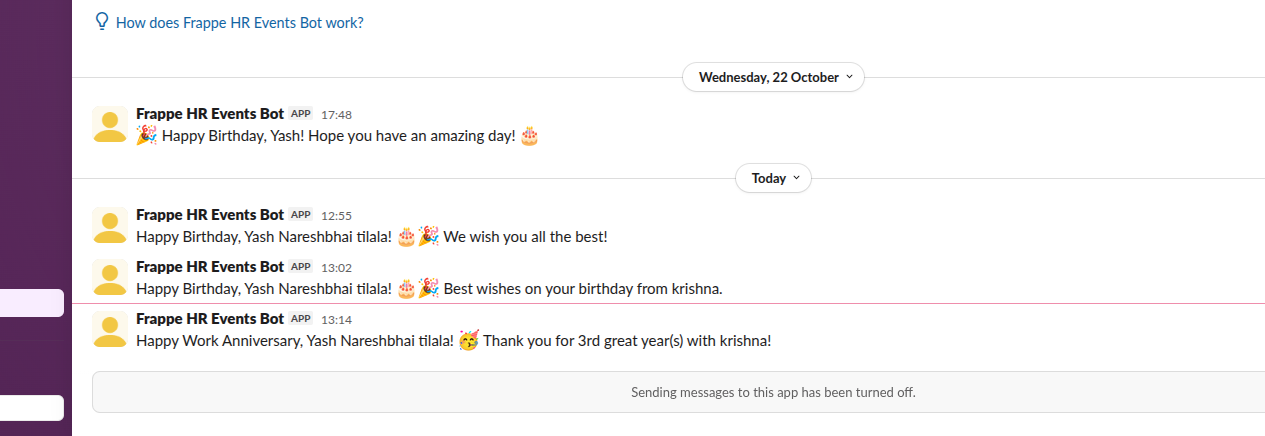 How does Frappe HR Events Bot work?
Wednesday, 22 October
Frappe HR Events Bot APP 17:48
🎉 Happy Birthday, Yash! Hope you have an amazing day! 🎂
Today
Frappe HR Events Bot APP 12:55
Happy Birthday, Yash Nareshbhai tilala! 🎂🎉 We wish you all the best!
Frappe HR Events Bot APP 13:02
Happy Birthday, Yash Nareshbhai tilala! 🎂🎉 Best wishes on your birthday from krishna.
Frappe HR Events Bot APP 13:14
Happy Work Anniversary, Yash Nareshbhai tilala! 🥳 Thank you for 3rd great year(s) with krishna!
Sending messages to this app has been turned off.